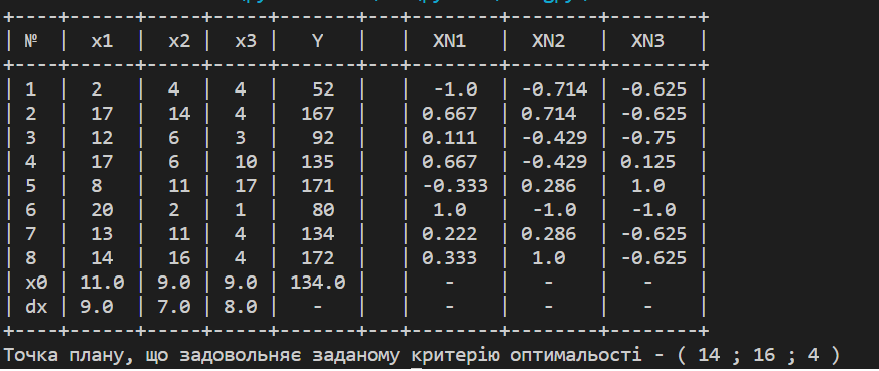 +----+------+-----+-----+-------+---+--------+--------+--------+
| № | x1 | x2 | x3 | Y | | XN1 | XN2 | XN3 |
+----+------+-----+-----+-------+---+--------+--------+--------+
| 1 | 2 | 4 | 4 | 52 | | -1.0 | -0.714 | -0.625 |
| 2 | 17 | 14 | 4 | 167 | | 0.667 | 0.714 | -0.625 |
| 3 | 12 | 6 | 3 | 92 | | 0.111 | -0.429 | -0.75 |
| 4 | 17 | 6 | 10 | 135 | | 0.667 | -0.429 | 0.125 |
| 5 | 8 | 11 | 17 | 171 | | -0.333 | 0.286 | 1.0 |
| 6 | 20 | 2 | 1 | 80 | | 1.0 | -1.0 | -1.0 |
| 7 | 13 | 11 | 4 | 134 | | 0.222 | 0.286 | -0.625 |
| 8 | 14 | 16 | 4 | 172 | | 0.333 | 1.0 | -0.625 |
| x0 | 11.0 | 9.0 | 9.0 | 134.0 | | - | - | - |
| dx | 9.0 | 7.0 | 8.0 | - | | - | - | - |
+----+------+-----+-----+-------+---+--------+--------+--------+
Точка плану, що задовольняє заданому критерію оптимальості - ( 14 ; 16 ; 4 )